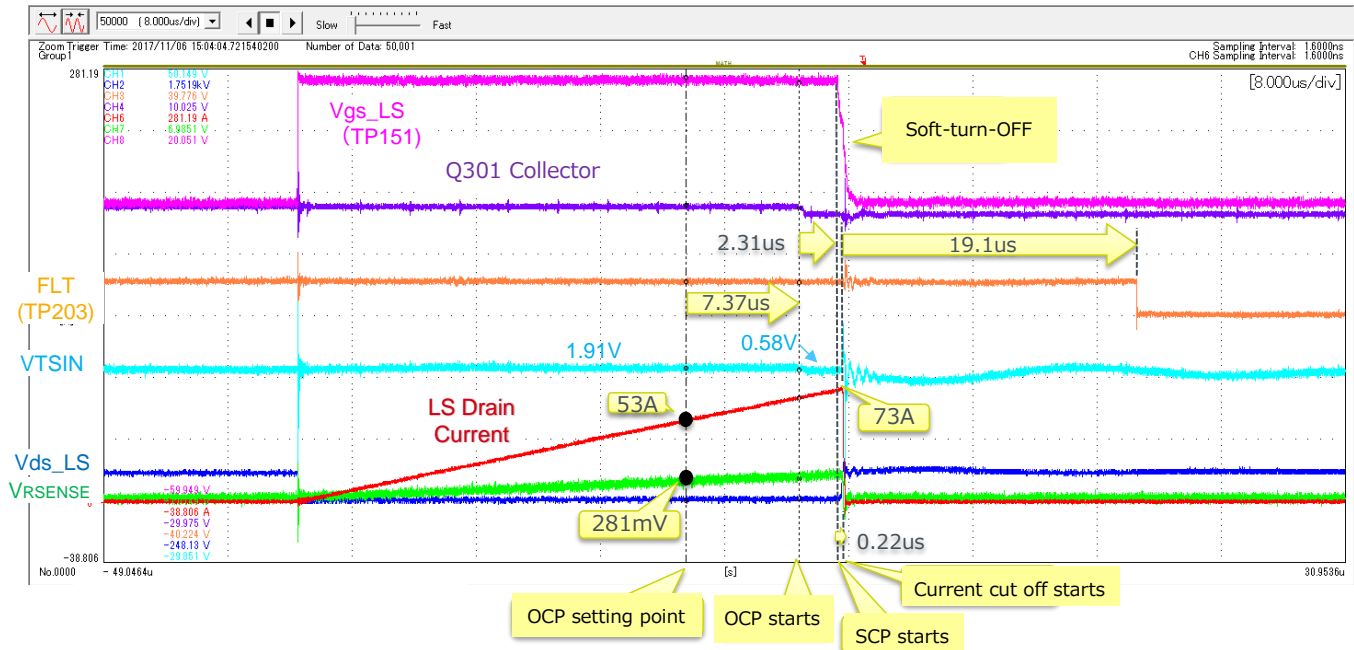 50000 ( 8.000us/div)
Slow
Fast
Zoom Trigger Time: 2017/11/06 15:04:04.721540200
Number of Data: 50,001
Sampling Interval: 1.6000ns
Group1
CH6 Sampling Interval: 1.6000ns
MATH
281.19
[8.000us/div]
CH1 50.149 V
CH2 1.7519kV
CH3 39.776 V
CH4 10.025 V
CH6 281.19 A
CH7 6.9851 V
CH8 20.051 V
Vgs_LS
(TP151)
Soft-turn-OFF
Q301 Collector
2.31us
19.1us
FLT
(TP203)
7.37us
VTSIN
1.91V
0.58V
53A
LS Drain
Current
73A
Vds_LS
VRSENSE
281mV
0.22us
-59.949 V
-38.806 A
-29.975 V
-40.224 V
-248.13 V
-29.851 V
-38.806
No.0000
- 49.0464u
[s]
30.9536u
OCP setting point
OCP starts
Current cut off starts
SCP starts